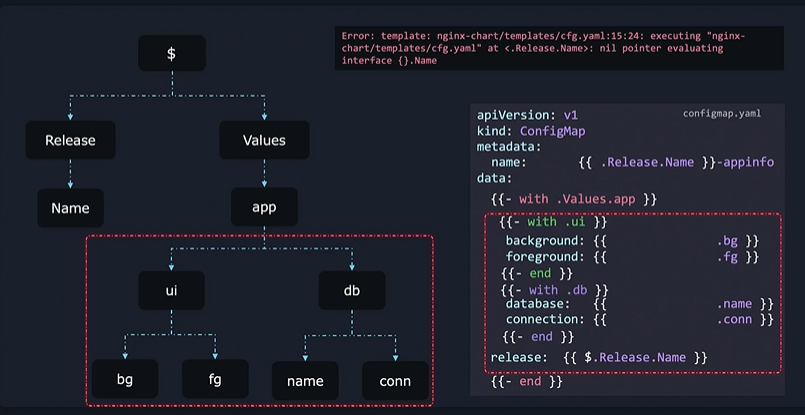 $
Error: template: nginx-chart/templates/cfg.yaml:15:24: executing "nginx-
chart/templates/cfg.yaml" at <.Release.Name>: nil pointer evaluating
interface {}.Name
Release
Values
Name
app
ui
db
bg
fg
name
conn
configmap.yaml
apiVersion: v1
kind: ConfigMap
metadata:
name: {{ .Release.Name }}-appinfo
data:
{{- with .Values.app }}
{{- with .ui }}
background: {{ .bg }}
foreground: {{ .fg }}
{{- end }}
{{- with .db }}
database: {{ .name }}
connection: {{ .conn }}
{{- end }}
release: {{ $.Release.Name }}
{{- end }}